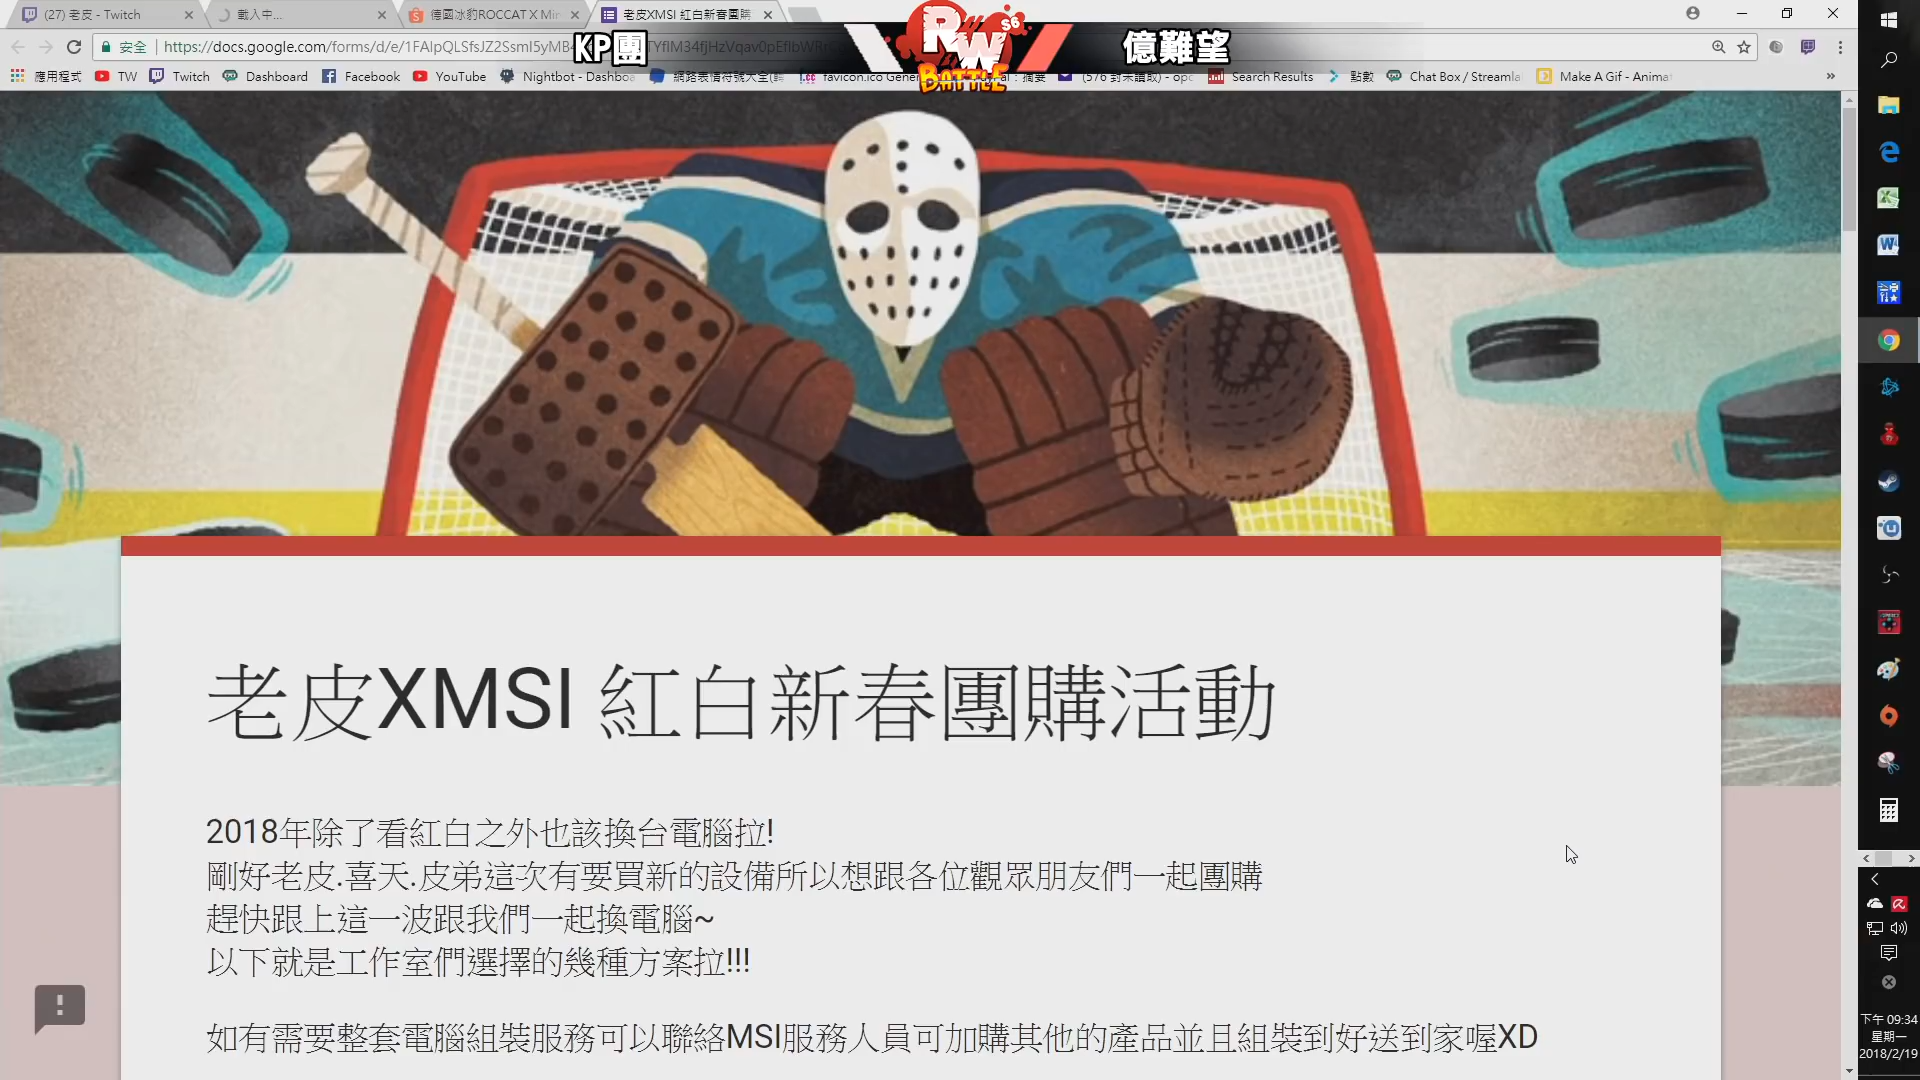 (27) 老皮 - Twitch
載入中...
德國冰豹ROCCAT X Min
老皮XMSI 紅白新春團購
安全
KP團
RW S6
BATTLE
億難望
應用程式 TW Twitch Dashboard Facebook YouTube Nightbot - Dashboa Search Results 點數 Chat Box / Streamla Make A Gif - Animat
老皮XMSI 紅白新春團購活動
2018年除了看紅白之外也該換台電腦拉!
剛好老皮.喜天.皮弟這次有要買新的設備所以想跟各位觀眾朋友們一起團購
趕快跟上這一波跟我們一起換電腦~
以下就是工作室們選擇的幾種方案拉!!!
如有需要整套電腦組裝服務可以聯絡MSI服務人員可加購其他的產品並且組裝到好送到家喔XD
下午 09:34
星期一
2018/2/19